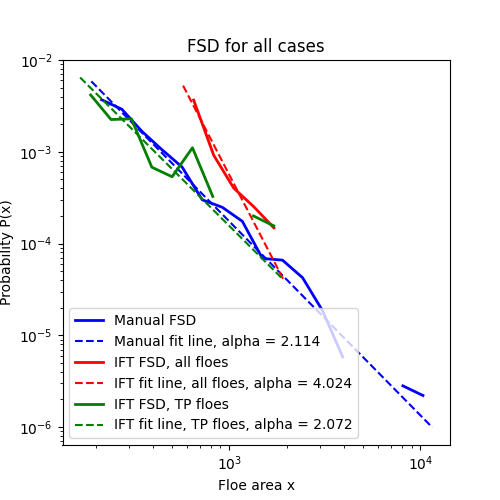 FSD for all cases
10⁻²
10⁻³
10⁻⁴
10⁻⁵
10⁻⁶
Probability P(x)
Manual FSD
Manual fit line, alpha = 2.114
IFT FSD, all floes
IFT fit line, all floes, alpha = 4.024
IFT FSD, TP floes
IFT fit line, TP floes, alpha = 2.072
10³
10⁴
Floe area x